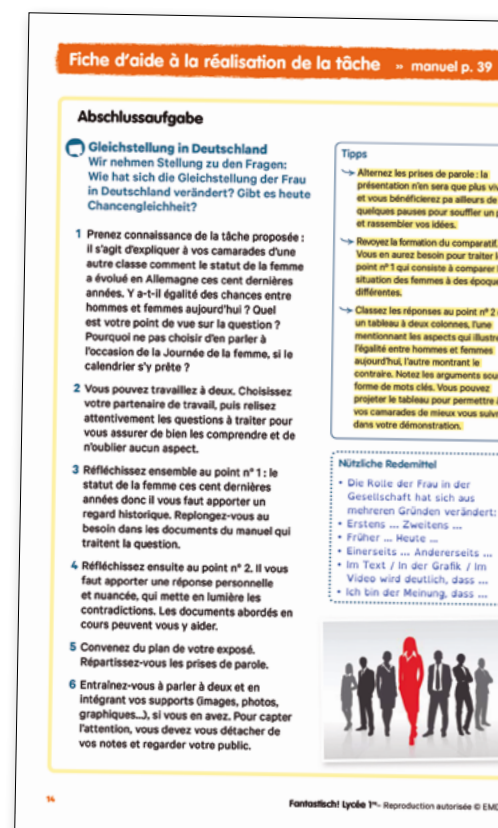 Fiche d'aide à la réalisation de la tâche » manuel p. 39
Abschlussaufgabe
Gleichstellung in Deutschland
Wir nehmen Stellung zu den Fragen:
Wie hat sich die Gleichstellung der Frau
in Deutschland verändert? Gibt es heute
Chancengleichheit?
1 Prenez connaissance de la tâche proposée :
il s'agit d'expliquer à vos camarades d'une
autre classe comment le statut de la femme
a évolué en Allemagne ces cent dernières
années. Y a-t-il égalité des chances entre
hommes et femmes aujourd'hui ? Quel
est votre point de vue sur la question ?
Pourquoi ne pas choisir d'en parler à
l'occasion de la Journée de la femme, si le
calendrier s'y prête ?
2 Vous pouvez travaillez à deux. Choisissez
votre partenaire de travail, puis relisez
attentivement les questions à traiter pour
vous assurer de bien les comprendre et de
n'oublier aucun aspect.
3 Réfléchissez ensemble au point n° 1 : le
statut de la femme ces cent dernières
années donc il vous faut apporter un
regard historique. Replongez-vous au
besoin dans les documents du manuel qui
traitent la question.
4 Réfléchissez ensuite au point n° 2. Il vous
faut apporter une réponse personnelle
et nuancée, qui mette en lumière les
contradictions. Les documents abordés en
cours peuvent vous y aider.
5 Convenez du plan de votre exposé.
Répartissez-vous les prises de parole.
6 Entraînez-vous à parler à deux et en
intégrant vos supports (images, photos,
graphiques...), si vous en avez. Pour capter
l'attention, vous devez vous détacher de
vos notes et regarder votre public.
Tipps
Alternez les prises de parole : la
présentation n'en sera que plus
et vous bénéficierez pa ailleurs de
quelques pauses pour souffler un
et rassembler vos idées.
Revoyez la formation du comparatif.
Vous en aurez besoin pour traiter
point n° 1 qui consiste à comparer
situation des femmes à des époques
différentes.
Classez les réponses au point n° 2
un tableau à deux colonnes, l'une
mentionnant les aspects qui
l'égalité entre hommes et femmes
aujourd'hui, l'autre montrant le
contraire. Notez les arguments
forme de mots clés. Vous pouvez
projeter le tableau pour permettre à
vos camarades de mieux vous suivre
dans votre démonstration.
Nützliche Redemittel
• Die Rolle der Frau in der
Gesellschaft hat sich aus
mehreren Gründen verändert:
• Erstens ... Zweitens ...
• Früher ... Heute ...
• Einerseits ... Andererseits ...
• Im Text / In der Grafik / Im
Video wird deutlich, dass ...
• Ich bin der Meinung, dass ...
14
Fantastisch! Lycée 1re - Reproduction autorisée ©